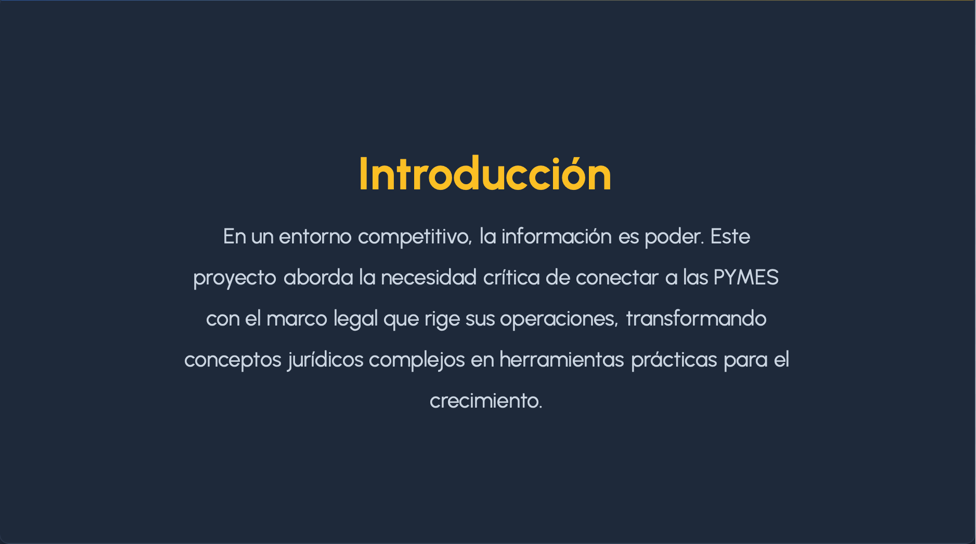 Introducción
En un entorno competitivo, la información es poder. Este
proyecto aborda la necesidad crítica de conectar a las PYMES
con el marco legal que rige sus operaciones, transformando
conceptos jurídicos complejos en herramientas prácticas para el
crecimiento.